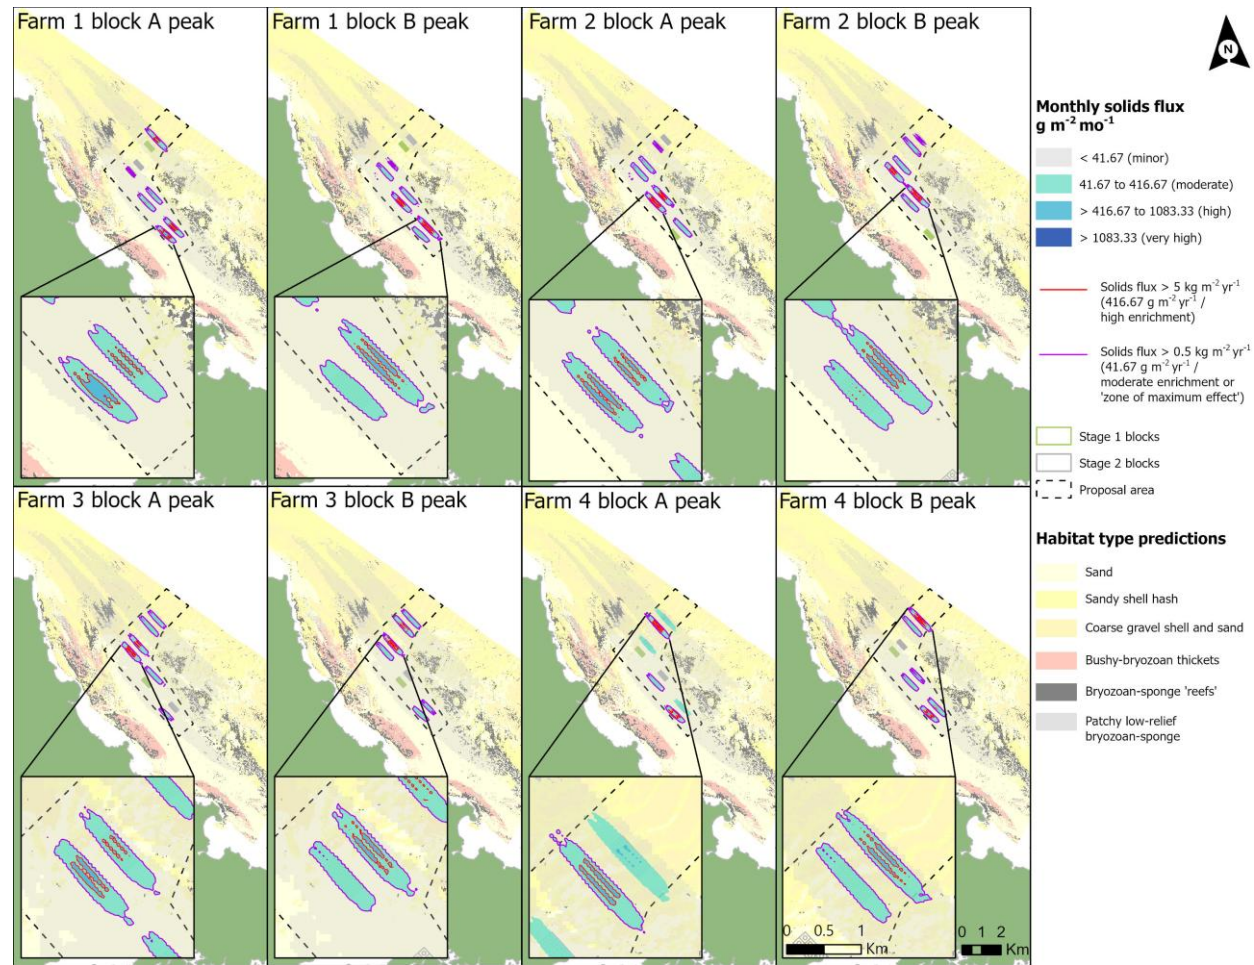 Farm 1 block A peak
Farm 1 block B peak
Farm 2 block A peak
Farm 2 block B peak
N
Monthly solids flux
g m⁻² mo⁻¹
< 41.67 (minor)
41.67 to 416.67 (moderate)
> 416.67 to 1083.33 (high)
> 1083.33 (very high)
Solids flux > 5 kg m⁻² yr⁻¹
(416.67 g m⁻² yr⁻¹ /
high enrichment)
Solids flux > 0.5 kg m⁻² yr⁻¹
(41.67 g m⁻² yr⁻¹ /
moderate enrichment or
'zone of maximum effect')
Stage 1 blocks
Stage 2 blocks
Proposal area
Farm 3 block A peak
Farm 3 block B peak
Farm 4 block A peak
Farm 4 block B peak
Habitat type predictions
Sand
Sandy shell hash
Coarse gravel shell and sand
Bushy-bryozoan thickets
Bryozoan-sponge 'reefs'
Patchy low-relief
bryozoan-sponge
0 0.5 1
Km
0 1 2
Km